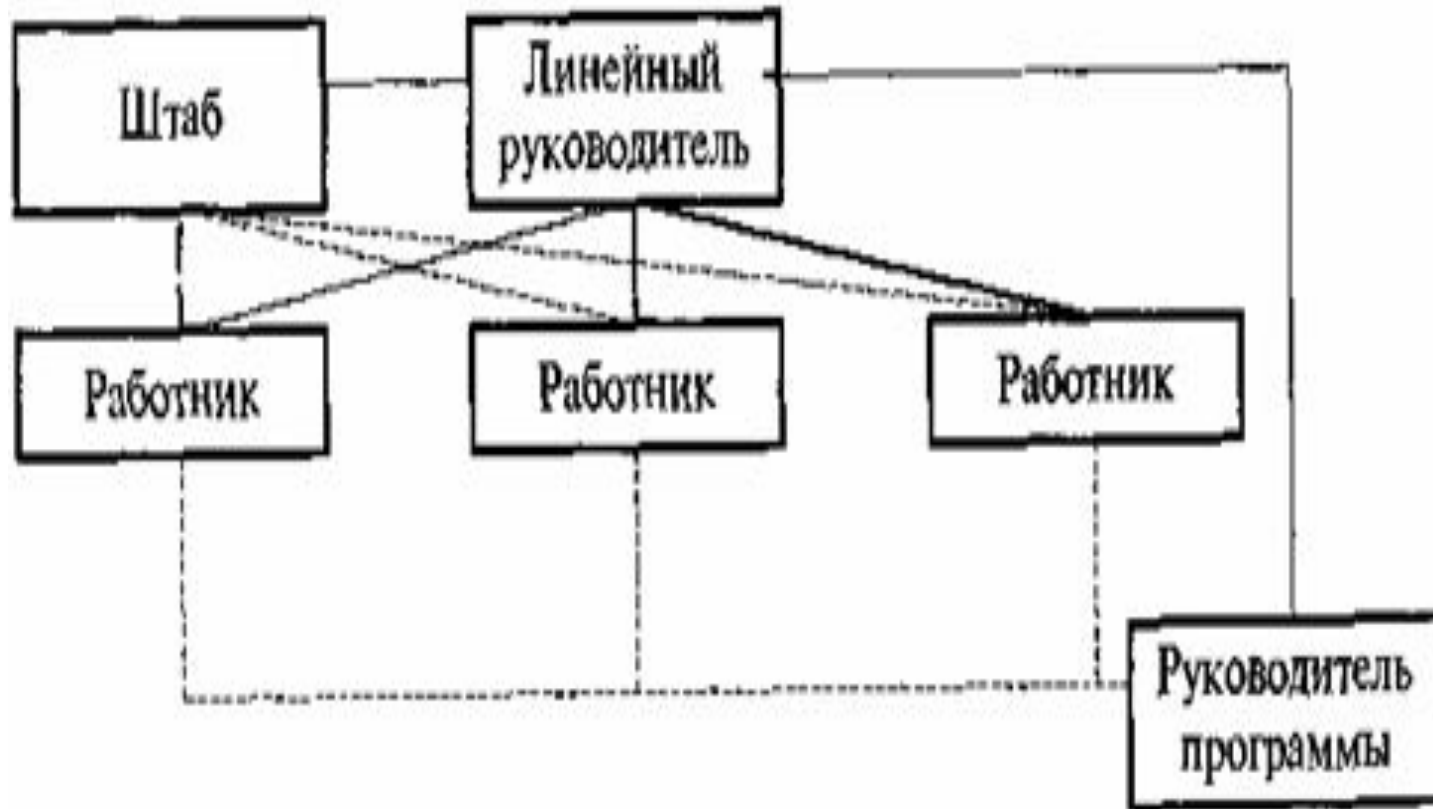 Штаб
Линейный
руководитель
Работник
Работник
Работник
Руководитель
программы